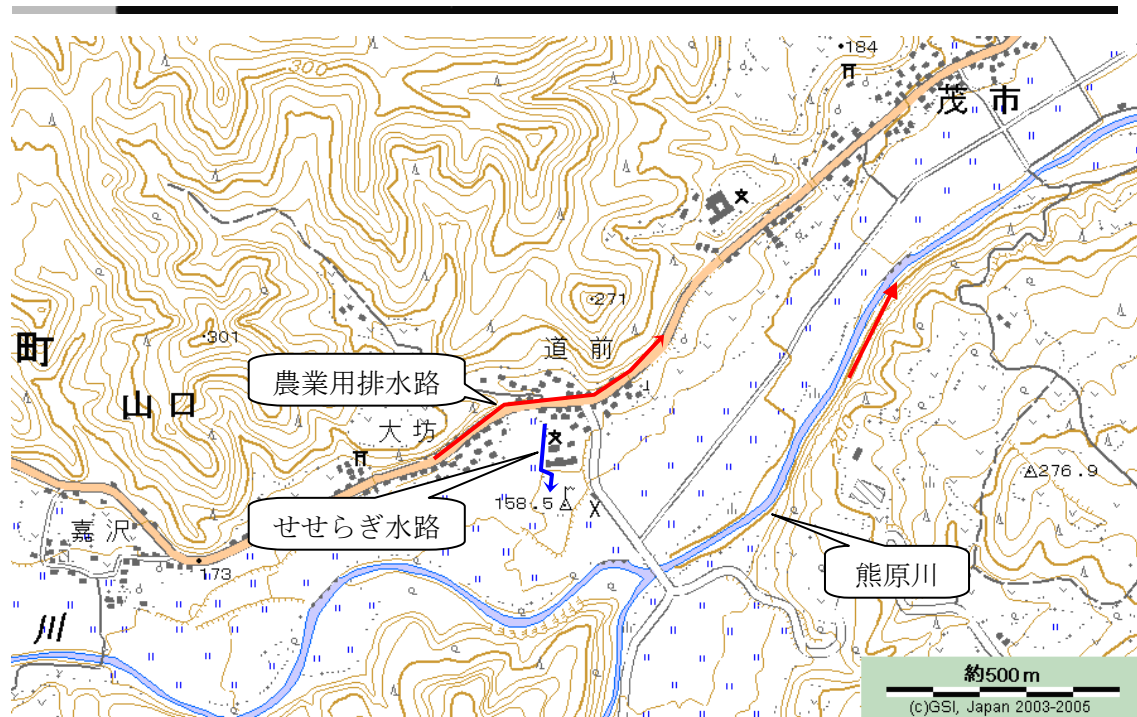 300
・184
茂市
・271
・301
町
道前
農業用排水路
山口
大坊
200
276.9
158.5
せせらぎ水路
嘉沢
熊原川
173
川
約500m
(c)GSI, Japan 2003-2005